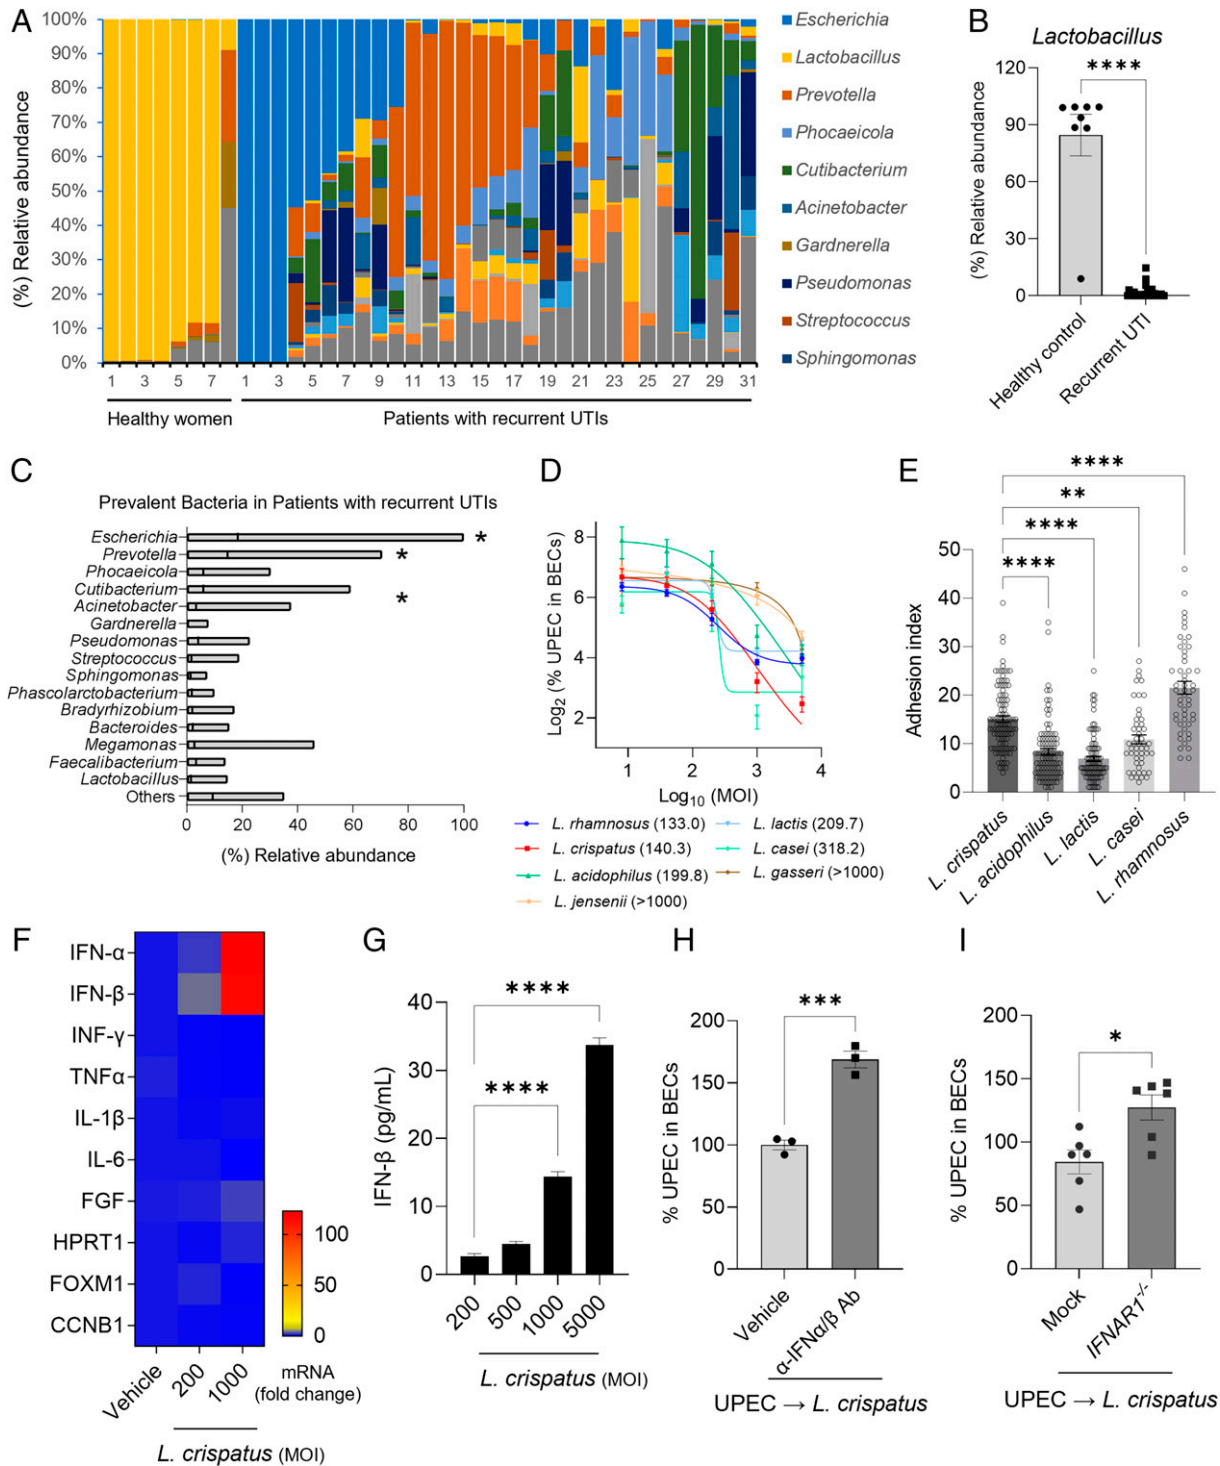 A
100%
90%
80%
70%
60%
50%
40%
30%
20%
10%
0%
(%) Relative abundance
1 3 5 7 1 3 5 7 9 11 13 15 17 19 21 23 25 27 29 31
Healthy women Patients with recurrent UTIs
Escherichia
Lactobacillus
Prevotella
Phocaeicola
Cutibacterium
Acinetobacter
Gardnerella
Pseudomonas
Streptococcus
Sphingomonas
B
Lactobacillus
****
120
90
60
30
0
(%) Relative abundance
Healthy control
Recurrent UTI
C
Prevalent Bacteria in Patients with recurrent UTIs
Escherichia *
Prevotella *
Phocaeicola
Cutibacterium *
Acinetobacter
Gardnerella
Pseudomonas
Streptococcus
Sphingomonas
Phascolarctobacterium
Bradyrhizobium
Bacteroides
Megamonas
Faecalibacterium
Lactobacillus
Others
0 20 40 60 80 100
(%) Relative abundance
D
8
6
4
2
Log2 (% UPEC in BECs)
1 2 3 4
Log10 (MOI)
L. rhamnosus (133.0) L. lactis (209.7)
L. crispatus (140.3) L. casei (318.2)
L. acidophilus (199.8) L. gasseri (>1000)
L. jensenii (>1000)
E
****
**
****
****
50
40
30
20
10
0
Adhesion index
L. crispatus
L. acidophilus
L. lactis
L. casei
L. rhamnosus
F
IFN-α
IFN-β
INF-γ
TNFα
IL-1β
IL-6
FGF
HPRT1
FOXM1
CCNB1
100
50
0
mRNA
(fold change)
Vehicle
200
1000
L. crispatus (MOI)
G
****
****
40
30
20
10
0
IFN-β (pg/mL)
200
500
1000
5000
L. crispatus (MOI)
H
***
200
150
100
50
0
% UPEC in BECs
Vehicle
α-IFNα/β Ab
UPEC → L. crispatus
I
*
200
150
100
50
0
% UPEC in BECs
Mock
IFNAR1-/-
UPEC → L. crispatus